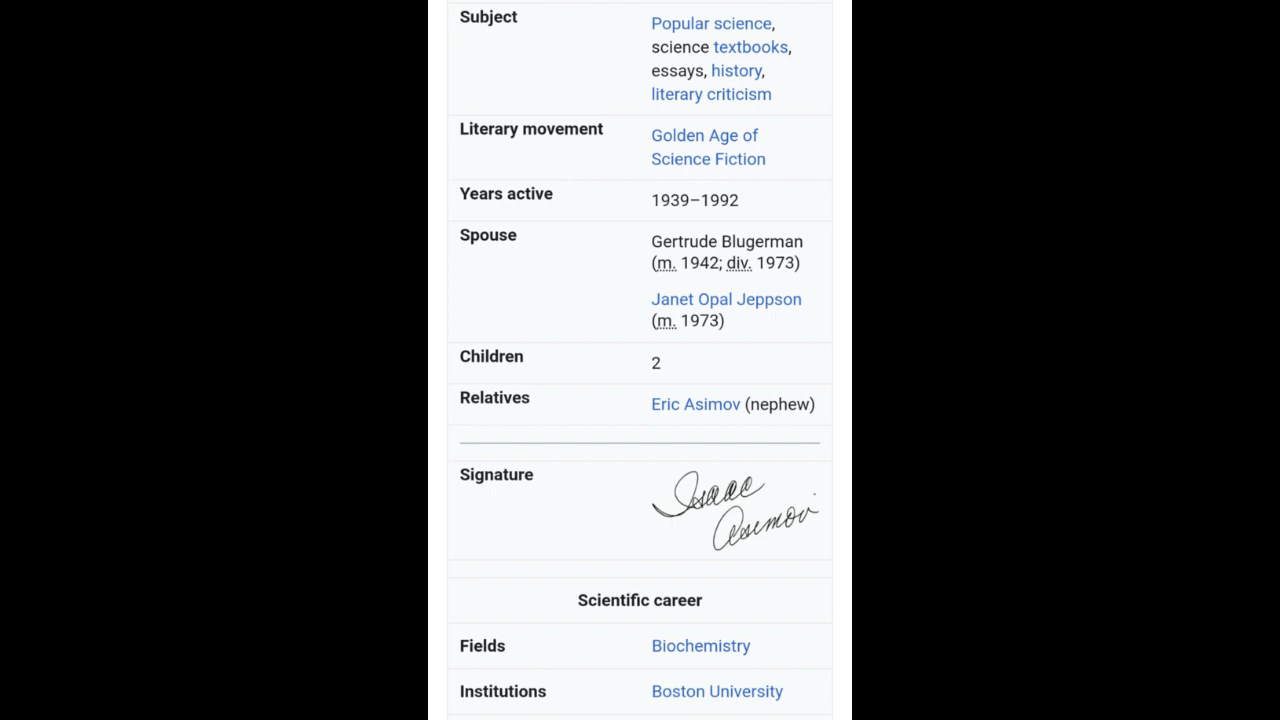 Subject
Popular science,
science textbooks,
essays, history,
literary criticism
Literary movement
Golden Age of
Science Fiction
Years active
1939–1992
Spouse
Gertrude Blugerman
(m. 1942; div. 1973)
Janet Opal Jeppson
(m. 1973)
Children
2
Relatives
Eric Asimov (nephew)
Signature
Isaac
Asimov
Scientific career
Fields
Biochemistry
Institutions
Boston University